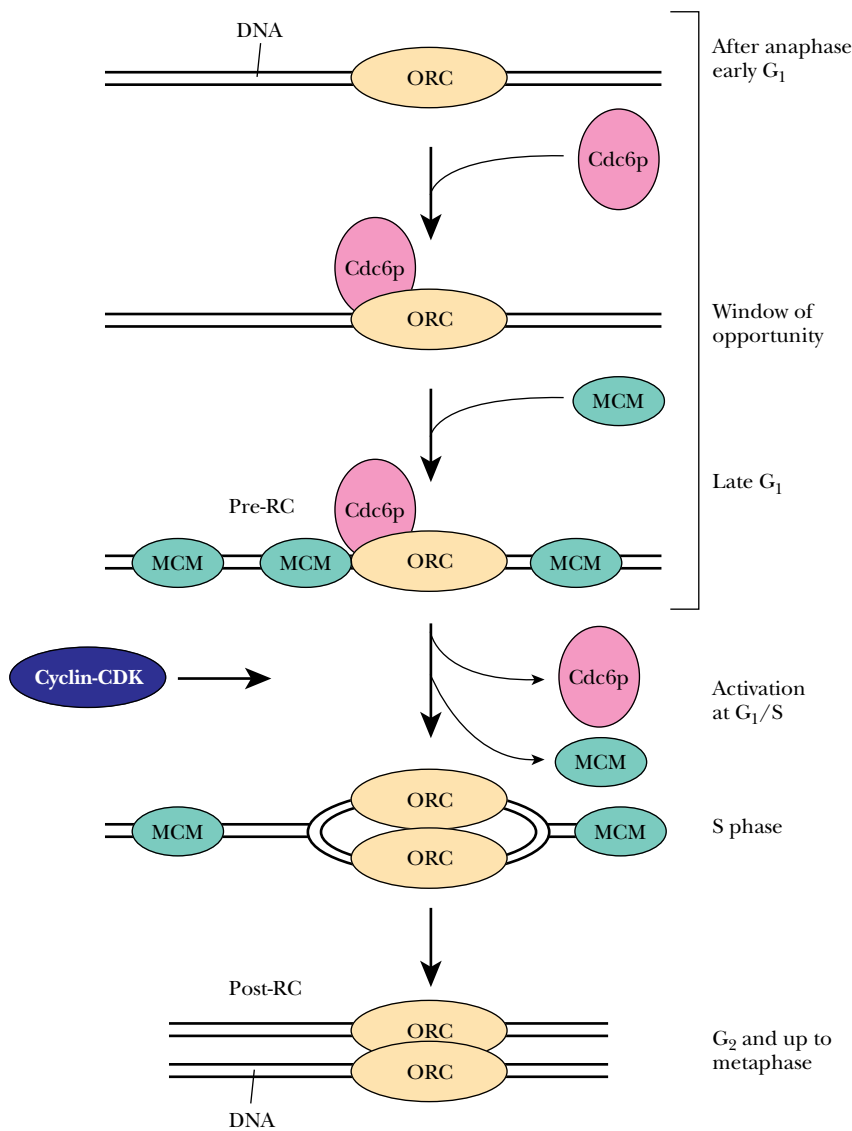 DNA
ORC
After anaphase
early G₁
Cdc6p
Cdc6p
ORC
Window of
opportunity
MCM
Late G₁
Pre-RC
Cdc6p
MCM
MCM
ORC
MCM
Cyclin-CDK
Cdc6p
Activation
at G₁/S
MCM
ORC
MCM
MCM
S phase
ORC
Post-RC
ORC
G₂ and up to
metaphase
ORC
DNA